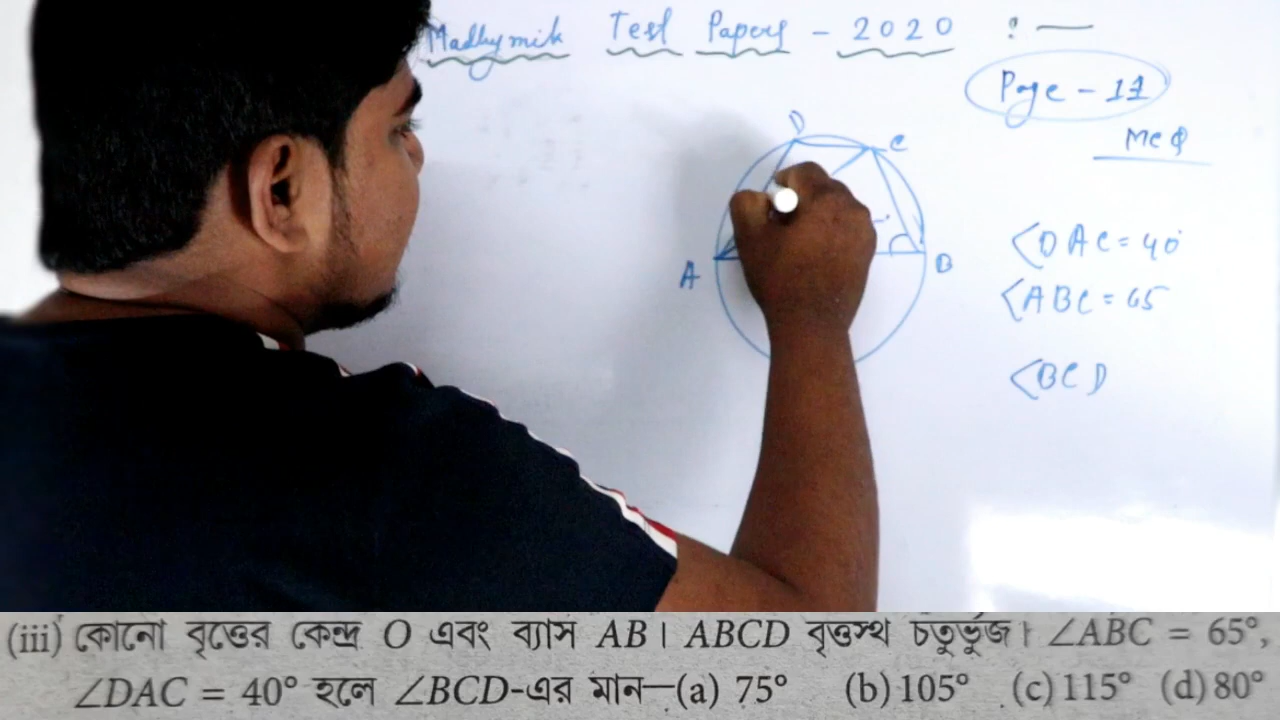 Madhymik Test Papers - 2020 : —
Page - 11
MCQ
D
C
A
B
<DAC = 40°
<ABC = 65
<BCD
(iii) কোনো বৃত্তের কেন্দ্র O এবং ব্যাস AB। ABCD বৃত্তস্থ চতুর্ভুজ। ∠ABC = 65°,
∠DAC = 40° হলে ∠BCD-এর মান—(a) 75° (b) 105° (c) 115° (d) 80°